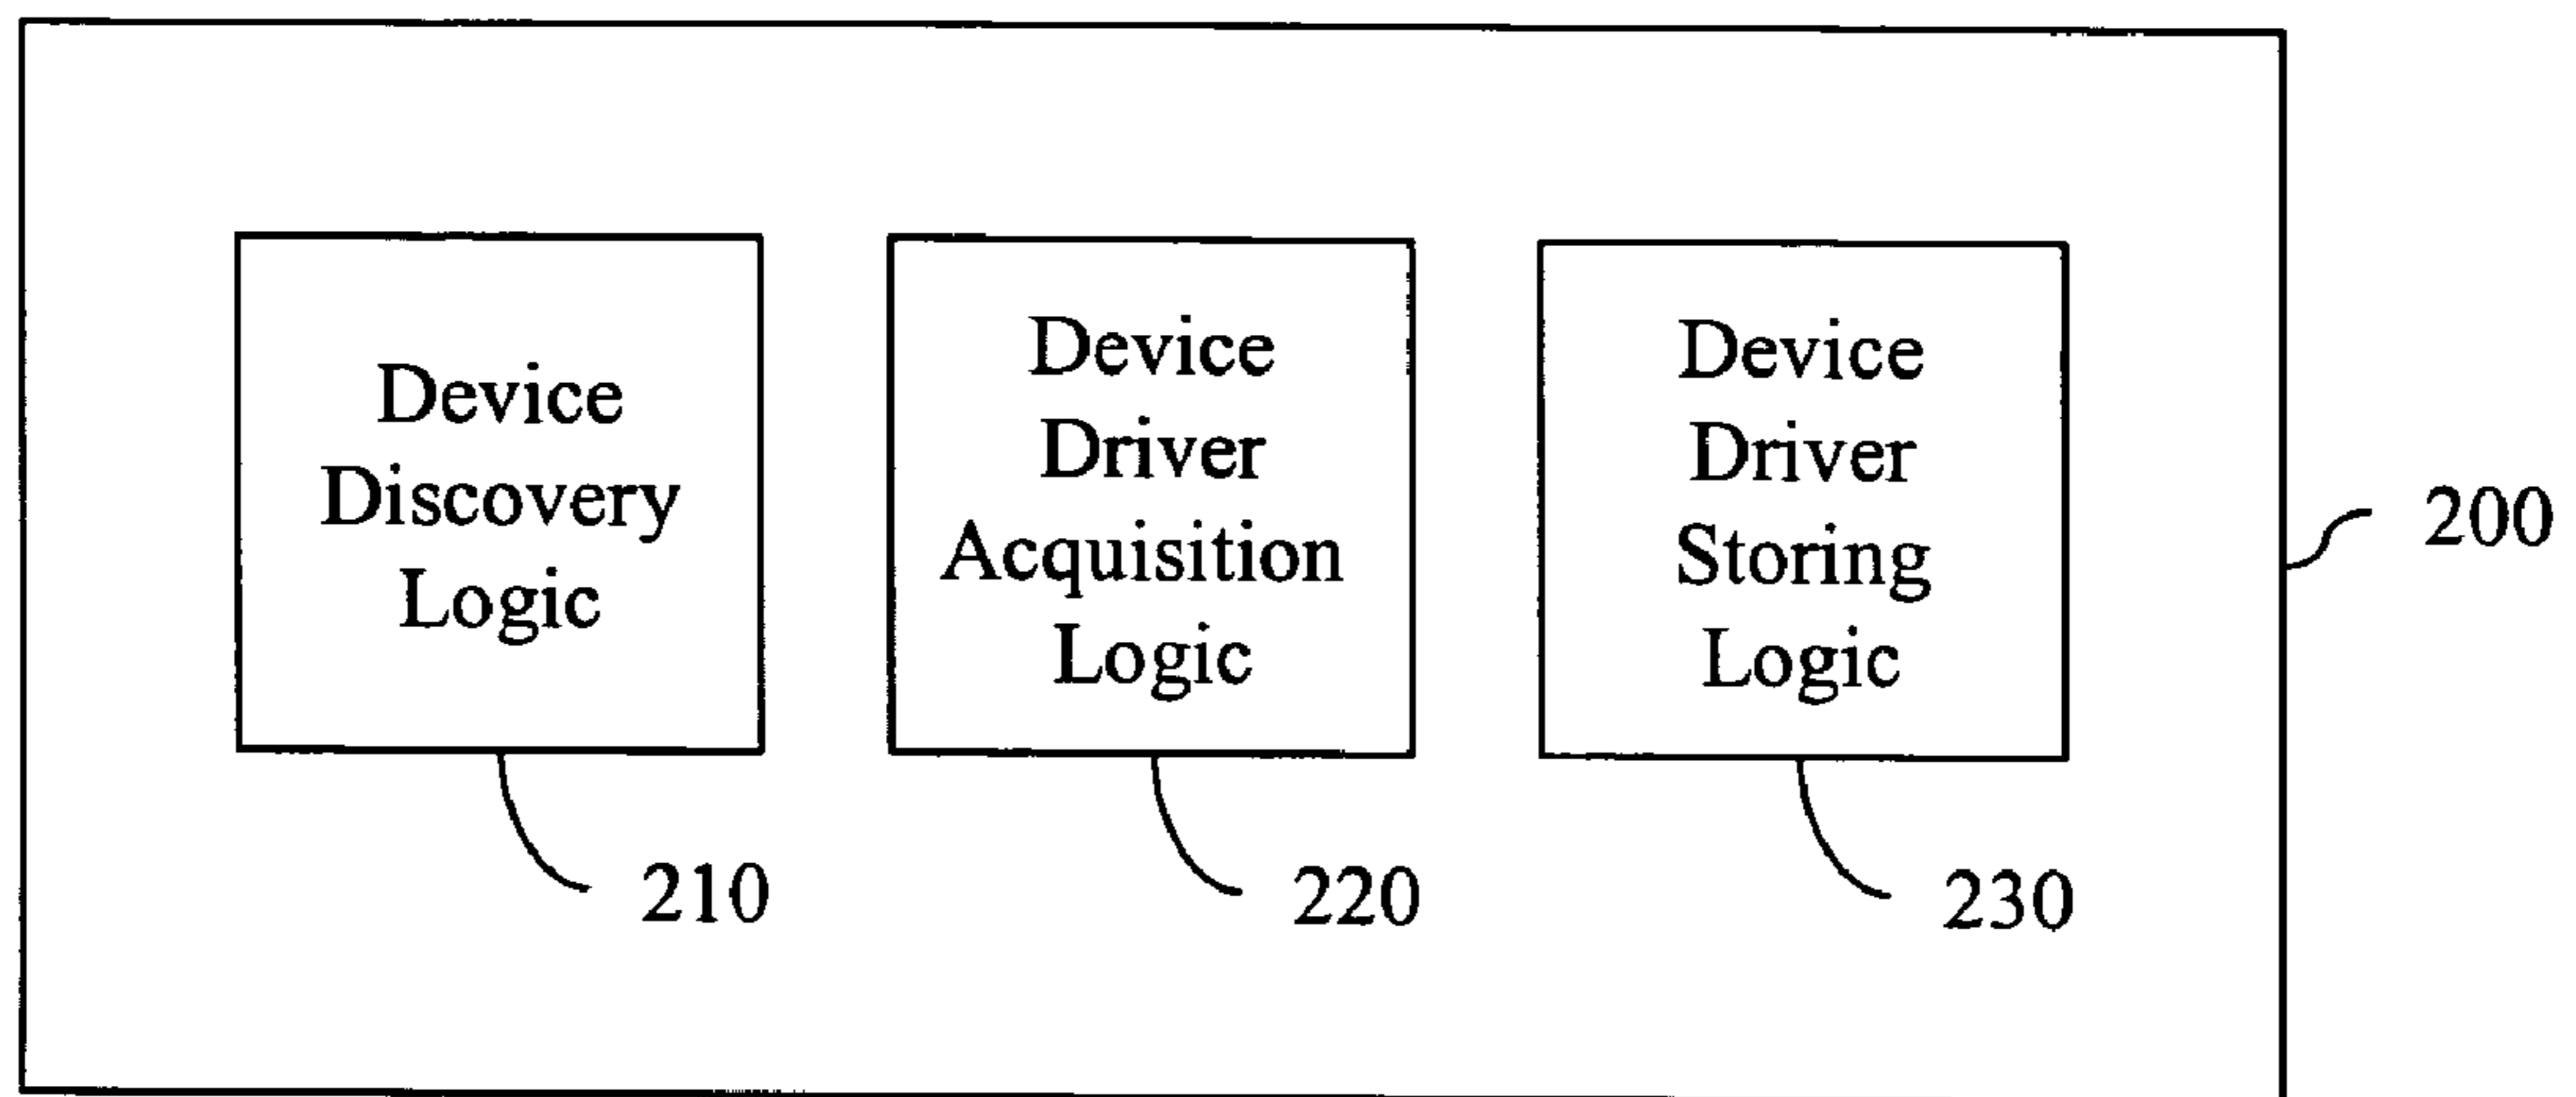 Device
Discovery
Logic
Device
Driver
Acquisition
Logic
Device
Driver
Storing
Logic
200
210
220
230